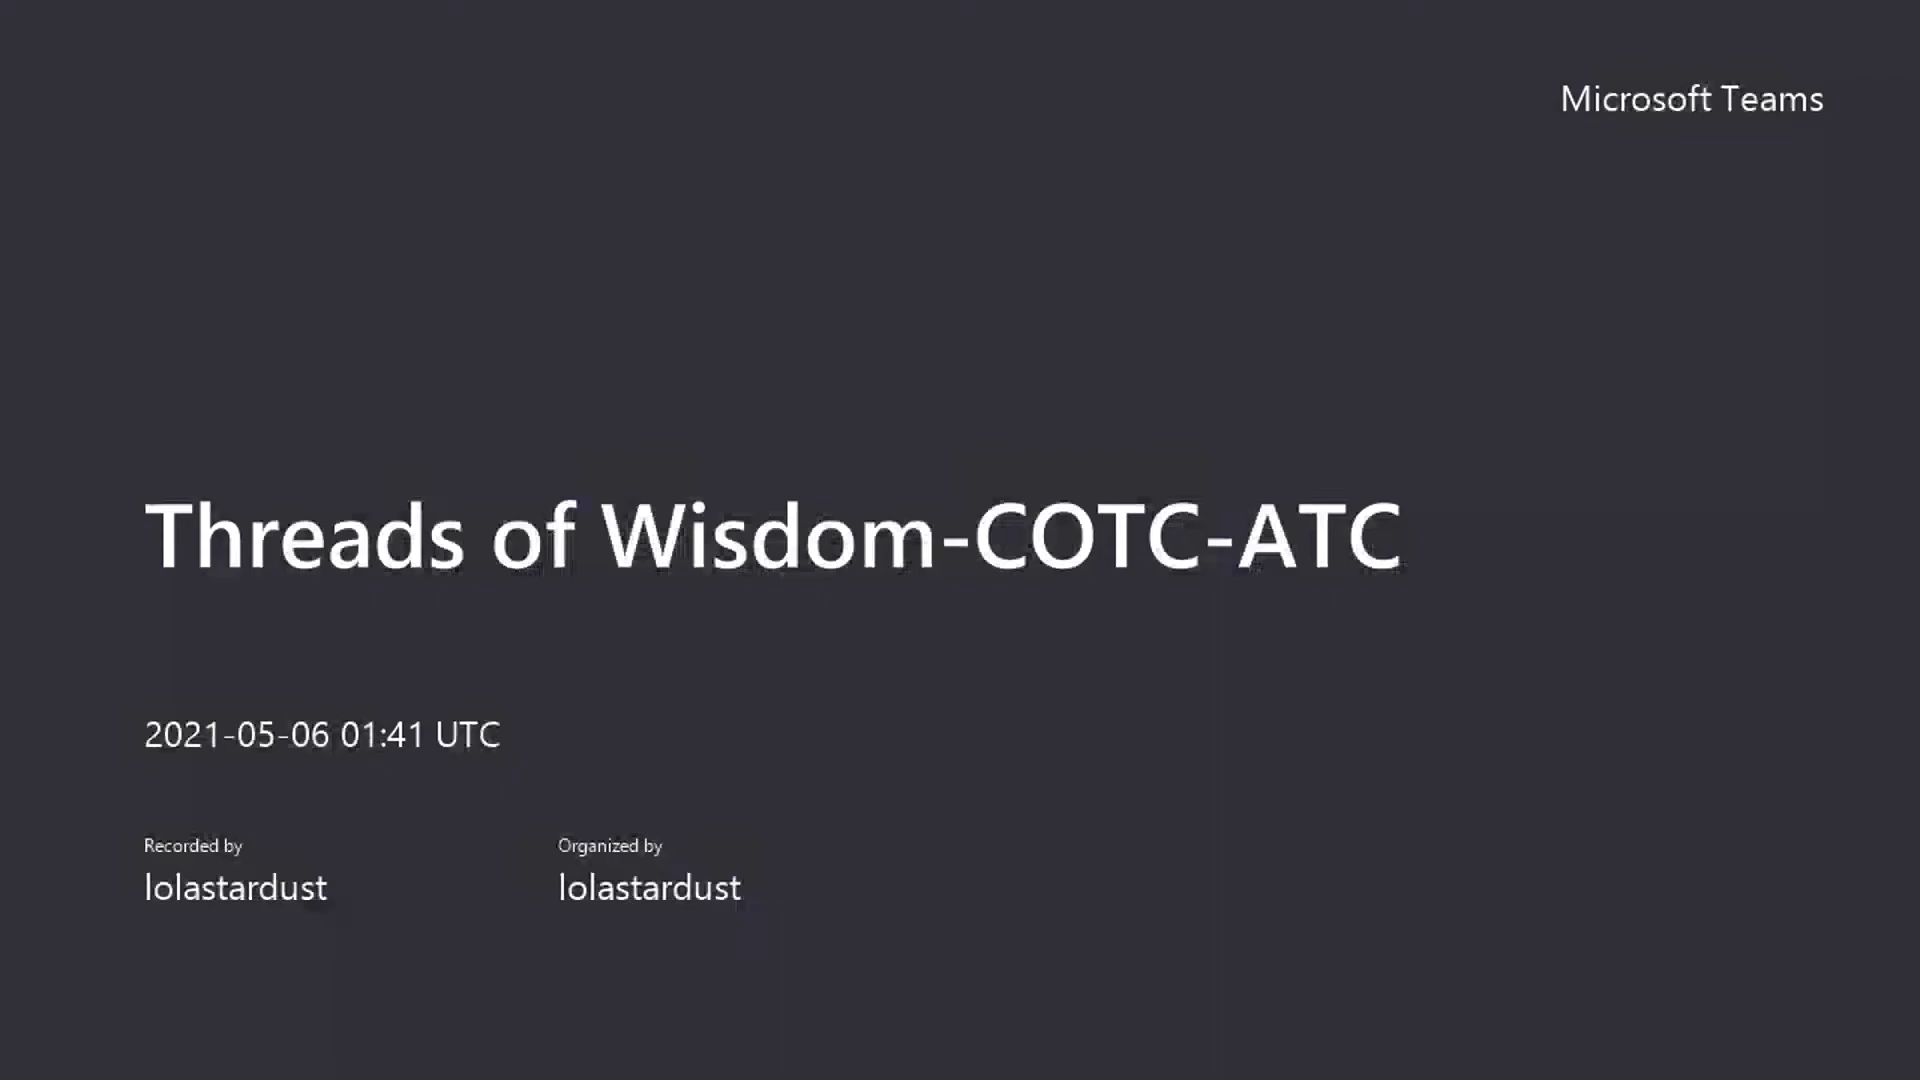 Microsoft Teams
Threads of Wisdom-COTC-ATC
2021-05-06 01:41 UTC
Recorded by
lolastardust
Organized by
lolastardust